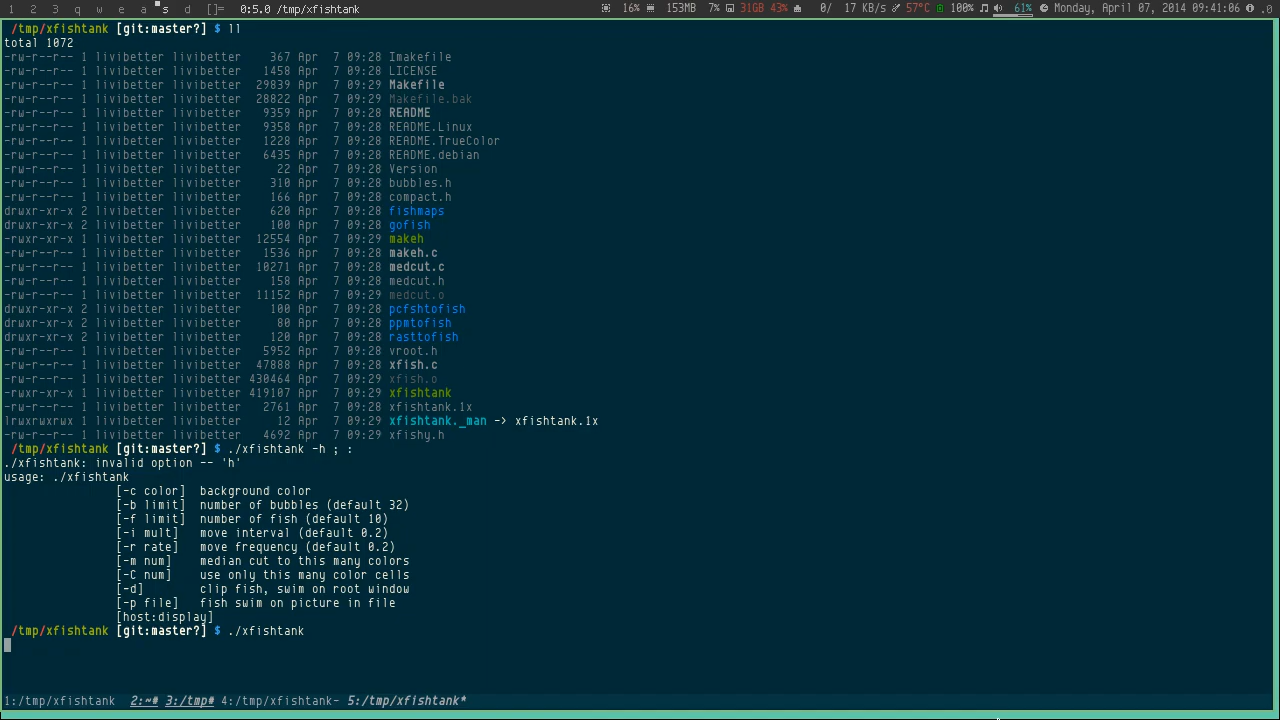 1 2 3 q w e a s d []= 0:5.0 /tmp/xfishtank 16% 153MB 7% 31GB 43% 0/ 17 KB/s 57°C 100% 61% Monday, April 07, 2014 09:41:06
/tmp/xfishtank [git:master?] $ ll
total 1072
-rw-r--r-- 1 livibetter livibetter 367 Apr 7 09:28 Imakefile
-rw-r--r-- 1 livibetter livibetter 1458 Apr 7 09:28 LICENSE
-rw-r--r-- 1 livibetter livibetter 29839 Apr 7 09:29 Makefile
-rw-r--r-- 1 livibetter livibetter 28822 Apr 7 09:29 Makefile.bak
-rw-r--r-- 1 livibetter livibetter 9359 Apr 7 09:28 README
-rw-r--r-- 1 livibetter livibetter 9358 Apr 7 09:28 README.Linux
-rw-r--r-- 1 livibetter livibetter 1228 Apr 7 09:28 README.TrueColor
-rw-r--r-- 1 livibetter livibetter 6435 Apr 7 09:28 README.debian
-rw-r--r-- 1 livibetter livibetter 22 Apr 7 09:28 Version
-rw-r--r-- 1 livibetter livibetter 310 Apr 7 09:28 bubbles.h
-rw-r--r-- 1 livibetter livibetter 166 Apr 7 09:28 compact.h
drwxr-xr-x 2 livibetter livibetter 620 Apr 7 09:28 fishmaps
drwxr-xr-x 2 livibetter livibetter 100 Apr 7 09:28 gofish
-rwxr-xr-x 1 livibetter livibetter 12554 Apr 7 09:29 makeh
-rw-r--r-- 1 livibetter livibetter 1536 Apr 7 09:28 makeh.c
-rw-r--r-- 1 livibetter livibetter 10271 Apr 7 09:28 medcut.c
-rw-r--r-- 1 livibetter livibetter 158 Apr 7 09:28 medcut.h
-rw-r--r-- 1 livibetter livibetter 11152 Apr 7 09:29 medcut.o
drwxr-xr-x 2 livibetter livibetter 100 Apr 7 09:28 pcfshtofish
drwxr-xr-x 2 livibetter livibetter 80 Apr 7 09:28 ppmtofish
drwxr-xr-x 2 livibetter livibetter 120 Apr 7 09:28 rasttofish
-rw-r--r-- 1 livibetter livibetter 5952 Apr 7 09:28 vroot.h
-rw-r--r-- 1 livibetter livibetter 47888 Apr 7 09:28 xfish.c
-rw-r--r-- 1 livibetter livibetter 430464 Apr 7 09:29 xfish.o
-rwxr-xr-x 1 livibetter livibetter 419107 Apr 7 09:29 xfishtank
-rw-r--r-- 1 livibetter livibetter 2761 Apr 7 09:28 xfishtank.1x
lrwxrwxrwx 1 livibetter livibetter 12 Apr 7 09:29 xfishtank._man -> xfishtank.1x
-rw-r--r-- 1 livibetter livibetter 4692 Apr 7 09:28 xfishy.h
/tmp/xfishtank [git:master?] $ ./xfishtank -h ; :
./xfishtank: invalid option -- 'h'
usage: ./xfishtank
[-c color] background color
[-b limit] number of bubbles (default 32)
[-f limit] number of fish (default 10)
[-i mult] move interval (default 0.2)
[-r rate] move frequency (default 0.2)
[-m num] median cut to this many colors
[-C num] use only this many color cells
[-d] clip fish, swim on root window
[-p file] fish swim on picture in file
[host:display]
/tmp/xfishtank [git:master?] $ ./xfishtank
1:/tmp/xfishtank 2:~# 3:/tmp# 4:/tmp/xfishtank- 5:/tmp/xfishtank*